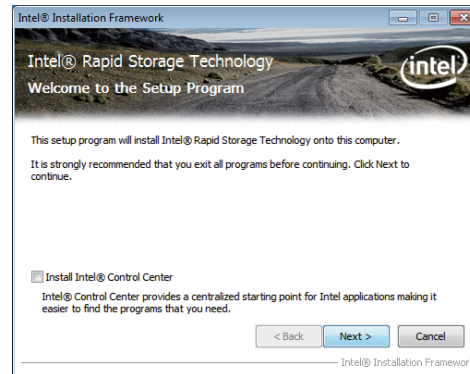 Intel® Installation Framework
Intel® Rapid Storage Technology
Welcome to the Setup Program
intel
This setup program will install Intel® Rapid Storage Technology onto this computer.
It is strongly recommended that you exit all programs before continuing. Click Next to
continue.
Install Intel® Control Center
Intel® Control Center provides a centralized starting point for Intel applications making it
easier to find the programs that you need.
< Back Next > Cancel
Intel® Installation Framewor